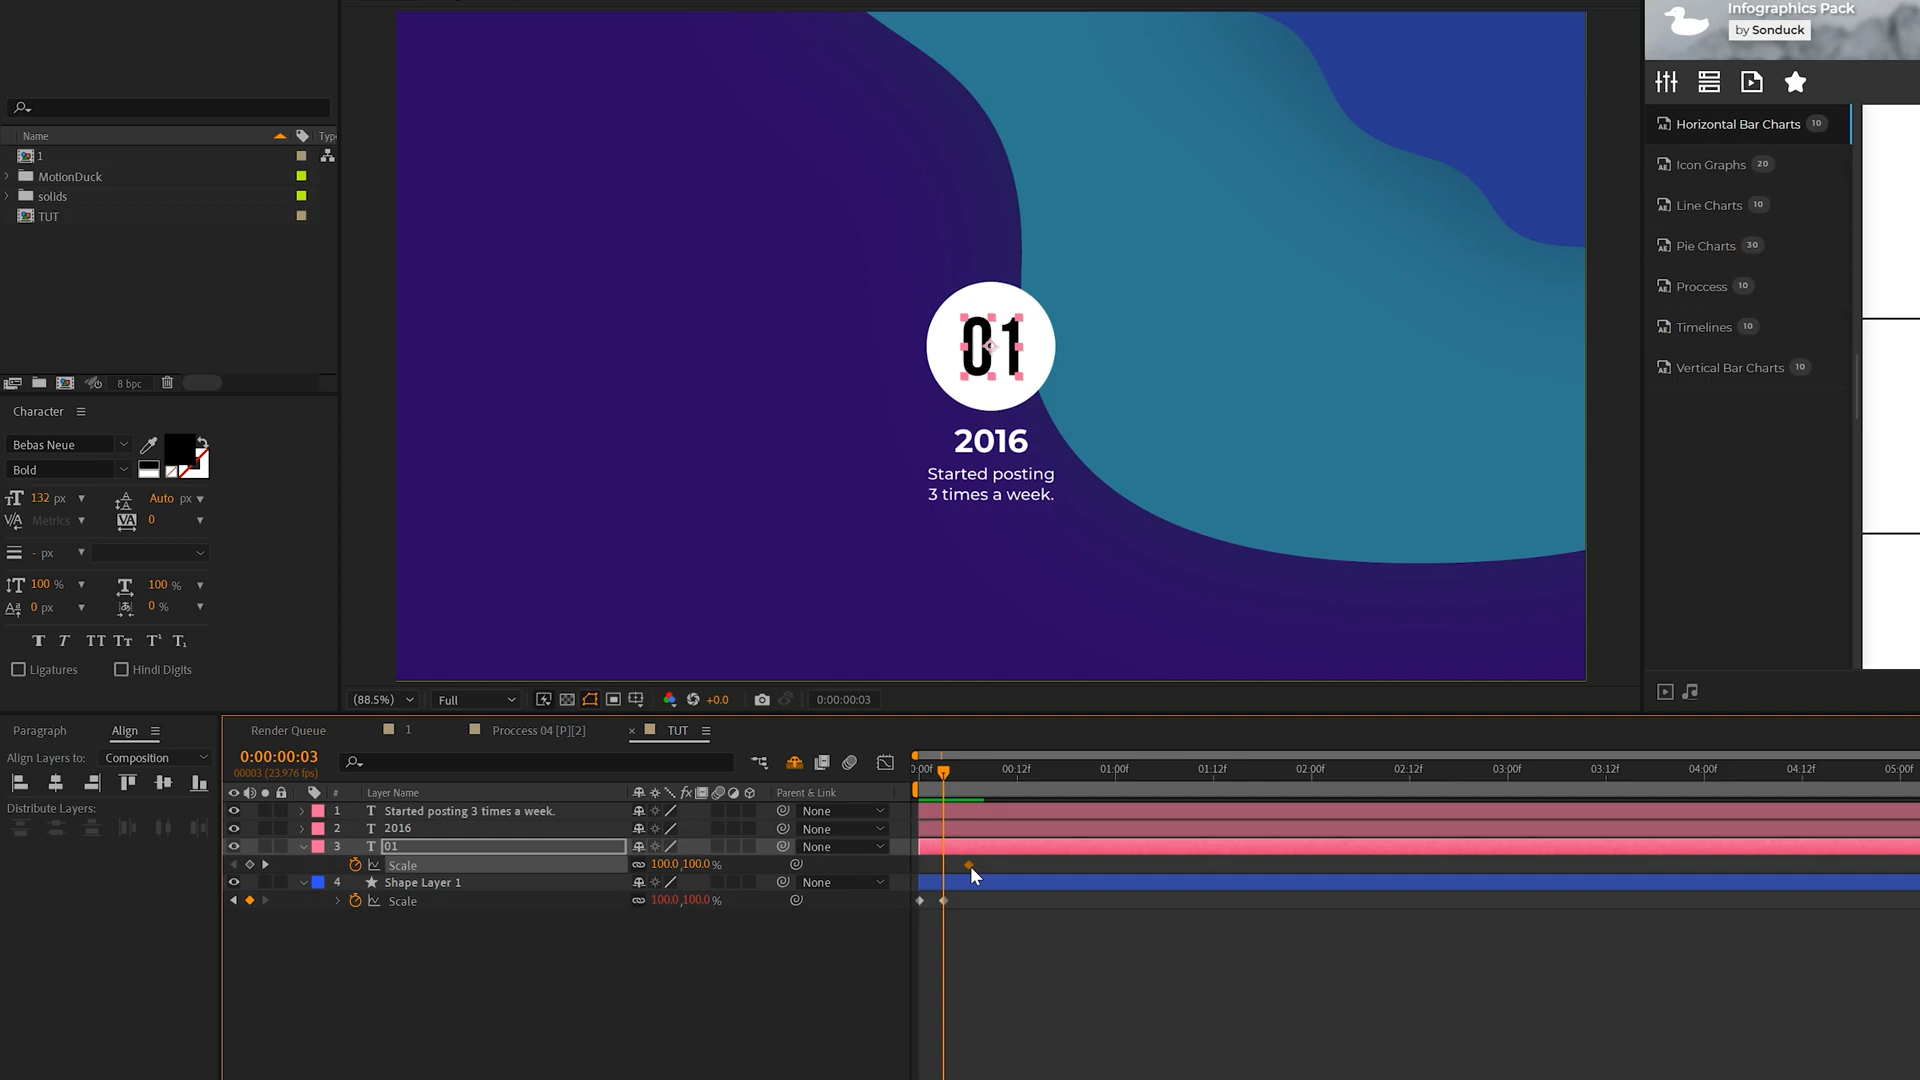 Infographics Pack
by Sonduck
Name
Type
1
MotionDuck
solids
TUT
8 bpc
Character
Bebas Neue
Bold
132 px
Auto px
Metrics
0
- px
100 %
100 %
0 px
0 %
Ligatures
Hindi Digits
01
2016
Started posting
3 times a week.
(88.5%)
Full
+0.0
0:00:00:03
Horizontal Bar Charts 10
Icon Graphs 20
Line Charts 10
Pie Charts 30
Proccess 10
Timelines 10
Vertical Bar Charts 10
Paragraph
Align
Align Layers to:
Composition
Distribute Layers:
Render Queue
1
Proccess 04 [P][2]
TUT
0:00:00:03
00003 (23.976 fps)
0:00f
00:12f
01:00f
01:12f
02:00f
02:12f
03:00f
03:12f
04:00f
04:12f
05:00f
#
Layer Name
Parent & Link
1 T Started posting 3 times a week. None
2 T 2016 None
3 T 01 None
Scale 100.0,100.0 %
4 Shape Layer 1 None
Scale 100.0,100.0 %